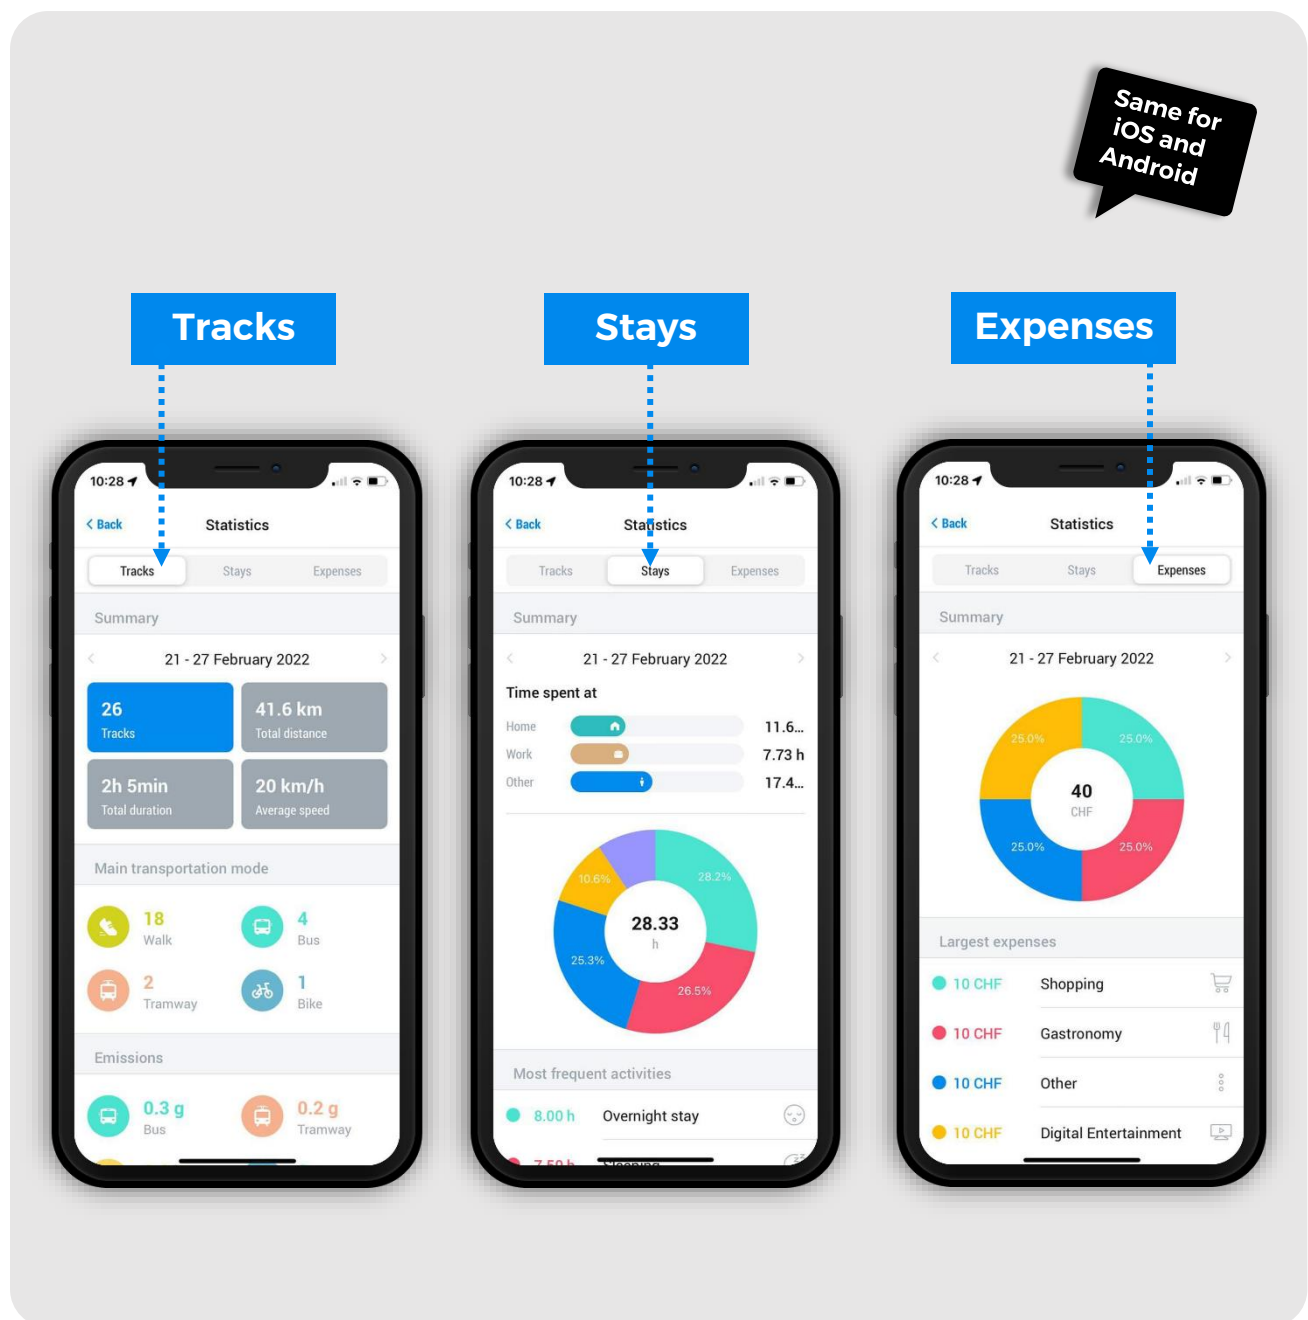 Same for
iOS and
Android
Tracks
Stays
Expenses
10:28
Back
Statistics
Tracks Stays Expenses
Summary
21 - 27 February 2022
26
Tracks
41.6 km
Total distance
2h 5min
Total duration
20 km/h
Average speed
Main transportation mode
18
Walk
4
Bus
2
Tramway
1
Bike
Emissions
0.3 g
Bus
0.2 g
Tramway
10:28
Back
Statistics
Tracks Stays Expenses
Summary
21 - 27 February 2022
Time spent at
Home 11.6...
Work 7.73 h
Other 17.4...
10.6%
28.2%
28.33
h
25.3%
26.5%
Most frequent activities
8.00 h Overnight stay
7.50 h Sleeping
10:28
Back
Statistics
Tracks Stays Expenses
Summary
21 - 27 February 2022
25.0% 25.0%
40
CHF
25.0% 25.0%
Largest expenses
10 CHF Shopping
10 CHF Gastronomy
10 CHF Other
10 CHF Digital Entertainment